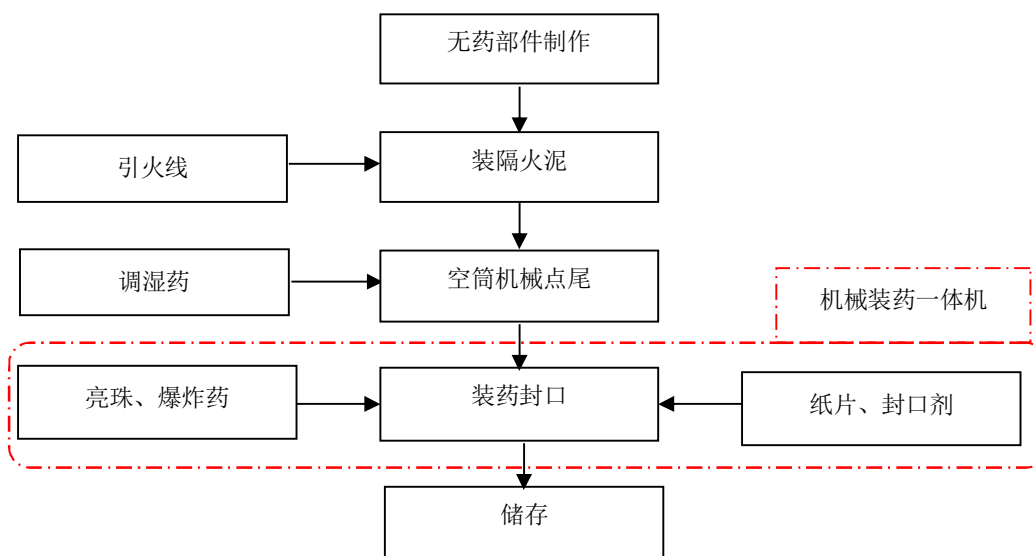 无药部件制作
引火线
装隔火泥
调湿药
空筒机械点尾
机械装药一体机
亮珠、爆炸药
装药封口
纸片、封口剂
储存